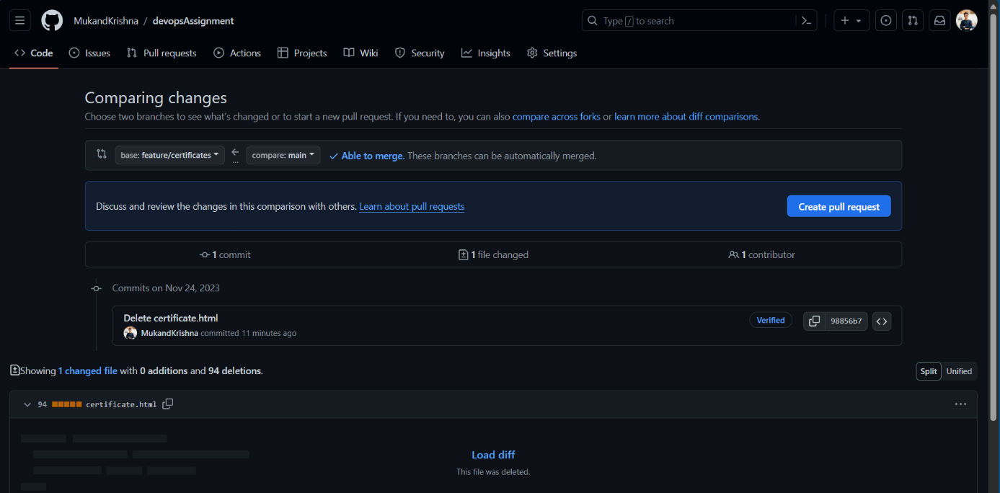 MukandKrishna / devopsAssignment
Type / to search
Code Issues Pull requests Actions Projects Wiki Security Insights Settings
Comparing changes
Choose two branches to see what's changed or to start a new pull request. If you need to, you can also compare across forks or learn more about diff comparisons.
base: feature/certificates ... compare: main Able to merge. These branches can be automatically merged.
Discuss and review the changes in this comparison with others. Learn about pull requests
Create pull request
1 commit 1 file changed 1 contributor
Commits on Nov 24, 2023
Delete certificate.html
MukandKrishna committed 11 minutes ago
Verified 98856b7
Showing 1 changed file with 0 additions and 94 deletions.
Split Unified
94 certificate.html
Load diff
This file was deleted.